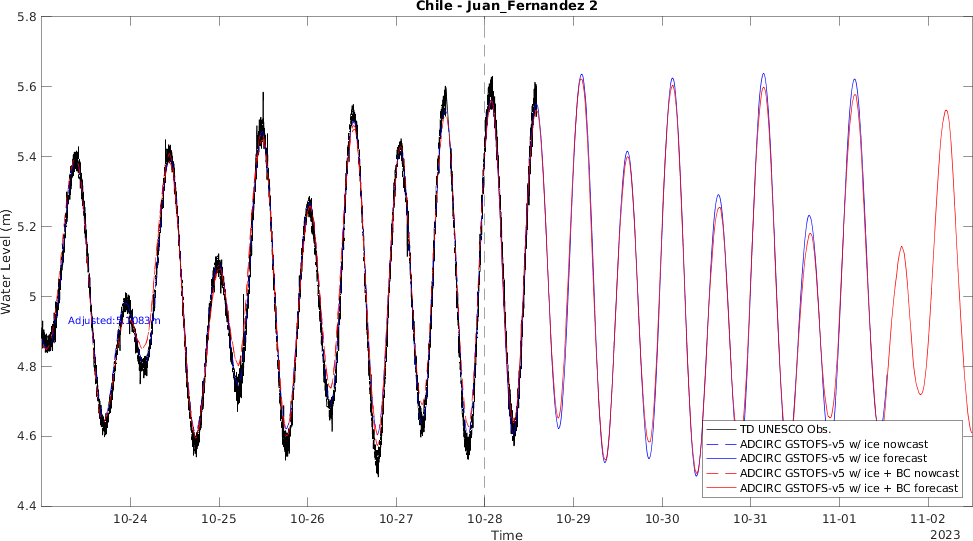 Chile - Juan_Fernandez 2
Water Level (m)
5.8
5.6
5.4
5.2
5
4.8
4.6
4.4
Adjusted:5.1083m
TD UNESCO Obs.
ADCIRC GSTOFS-v5 w/ ice nowcast
ADCIRC GSTOFS-v5 w/ ice forecast
ADCIRC GSTOFS-v5 w/ ice + BC nowcast
ADCIRC GSTOFS-v5 w/ ice + BC forecast
10-24 10-25 10-26 10-27 10-28 10-29 10-30 10-31 11-01 11-02
2023
Time